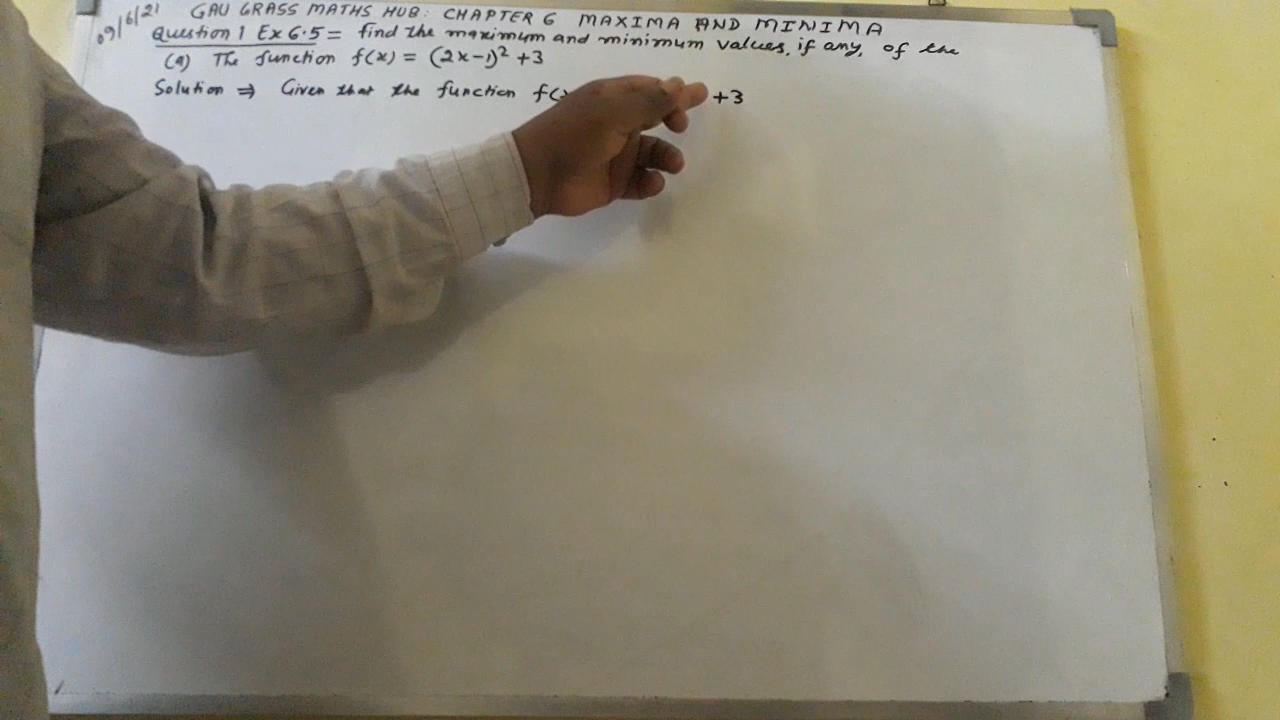 09/6/21 GAU GRASS MATHS HUB: CHAPTER 6 MAXIMA AND MINIMA
Question 1 Ex 6.5 = find the maximum and minimum values, if any, of the
(a) The function f(x) = (2x-1)² +3
Solution ⇒ Given that the function f( +3